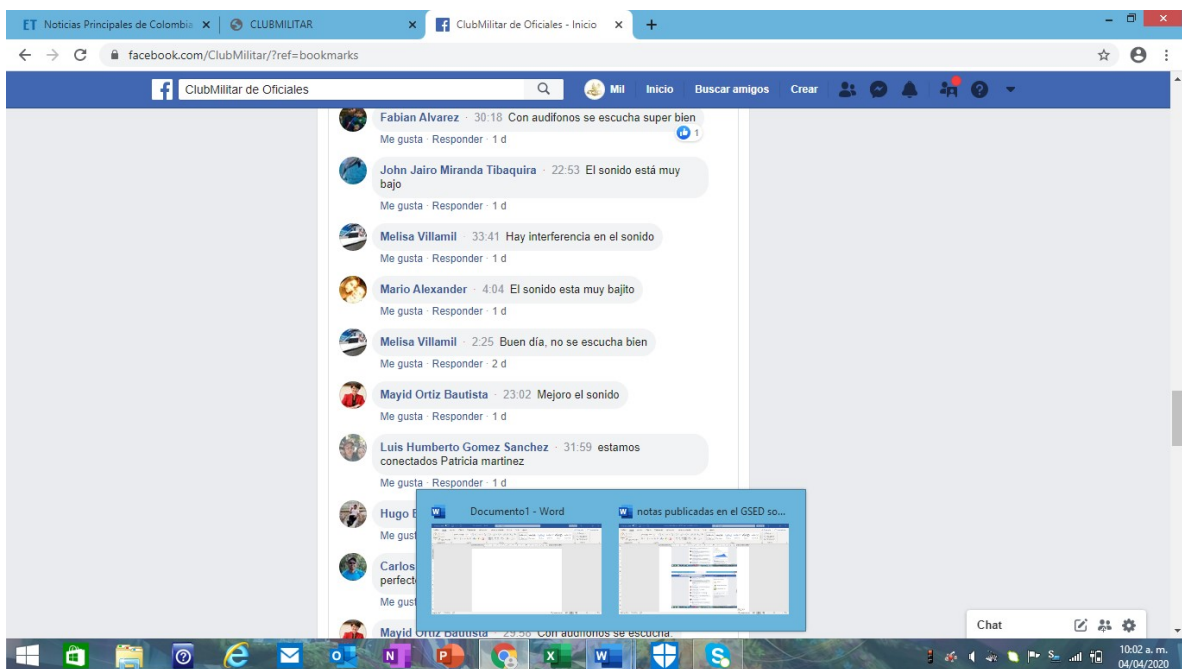 ET Noticias Principales de Colombia
CLUBMILITAR
ClubMilitar de Oficiales - Inicio
facebook.com/ClubMilitar/?ref=bookmarks
ClubMilitar de Oficiales
Mil Inicio Buscar amigos Crear
Fabian Alvarez · 30:18 Con audifonos se escucha super bien
1
Me gusta · Responder · 1 d
John Jairo Miranda Tibaquira · 22:53 El sonido está muy
bajo
Me gusta · Responder · 1 d
Melisa Villamil · 33:41 Hay interferencia en el sonido
Me gusta · Responder · 1 d
Mario Alexander · 4:04 El sonido esta muy bajito
Me gusta · Responder · 1 d
Melisa Villamil · 2:25 Buen día, no se escucha bien
Me gusta · Responder · 2 d
Mayid Ortiz Bautista · 23:02 Mejoro el sonido
Me gusta · Responder · 1 d
Luis Humberto Gomez Sanchez · 31:59 estamos
conectados Patricia martinez
Me gusta · Responder · 1 d
Hugo
Documento1 - Word
notas publicadas en el GSED so...
Me gus
Carlos
perfect
Me gus
Mayid Ortiz Bautista · 29:58 Con audifonos se escucha,
Chat
10:02 a. m.
04/04/2020